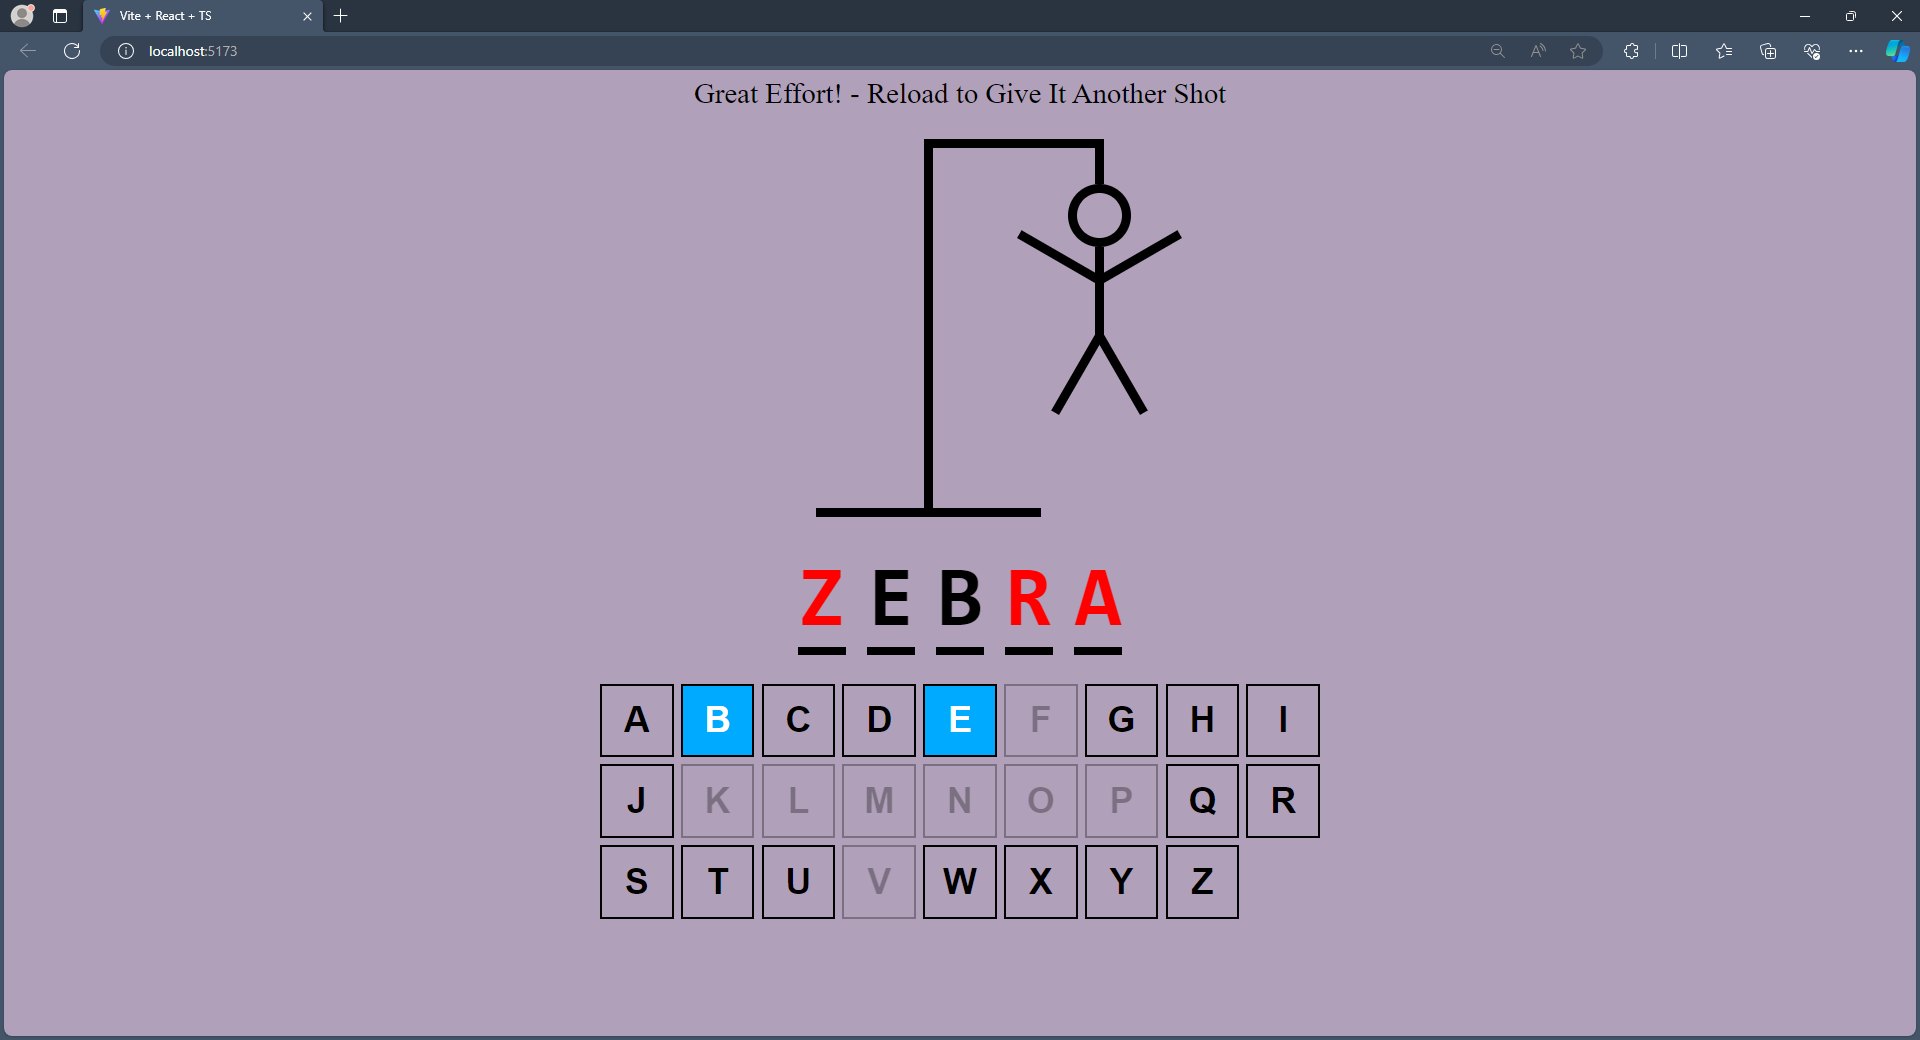 Vite + React + TS
localhost:5173
Great Effort! - Reload to Give It Another Shot
Z E B R A
A B C D E F G H I
J K L M N O P Q R
S T U V W X Y Z